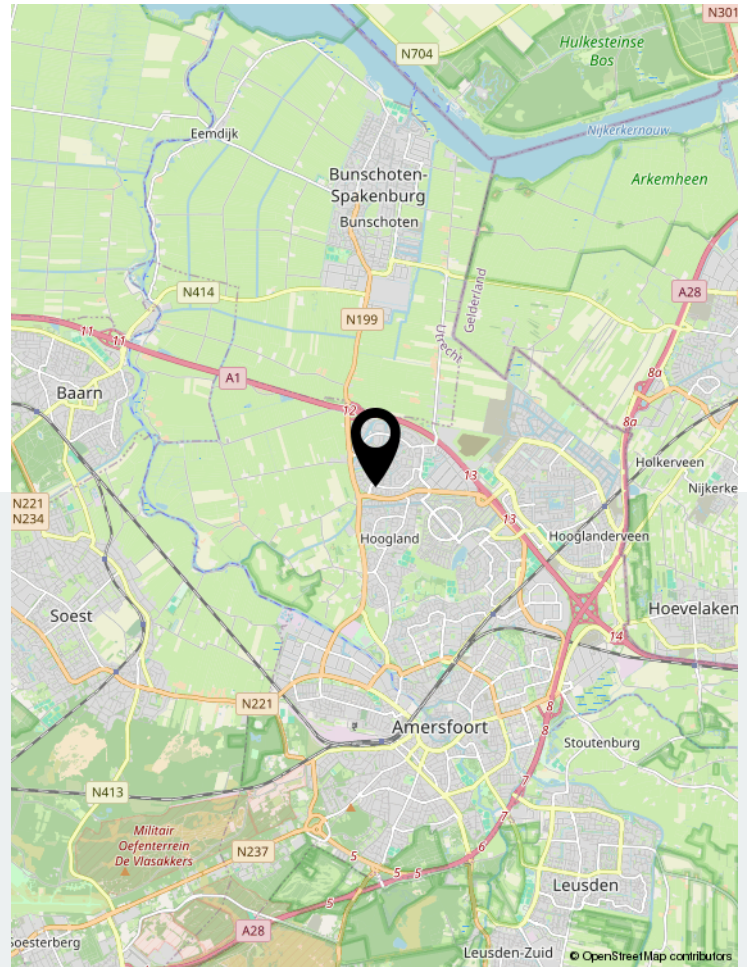 N301
N704
Hulkesteinse
Bos
Nijkerkernouw
Eemdijk
Bunschoten-
Spakenburg
Arkemheen
Bunschoten
N414
Gelderland
A28
N199
Utrecht
11
11
8a
A1
Baarn
12
8a
13
Holkerveen
N221
N234
13
Nijkerke
Hoogland
Hooglanderveen
Soest
Hoevelaken
14
N221
8
Amersfoort
8
Stoutenburg
N413
7
7
Militair
Oefenterrein
De Vlasakkers
N237
5
6
5
5
5
Leusden
A28
oesterberg
Leusden-Zuid
© OpenStreetMap contributors